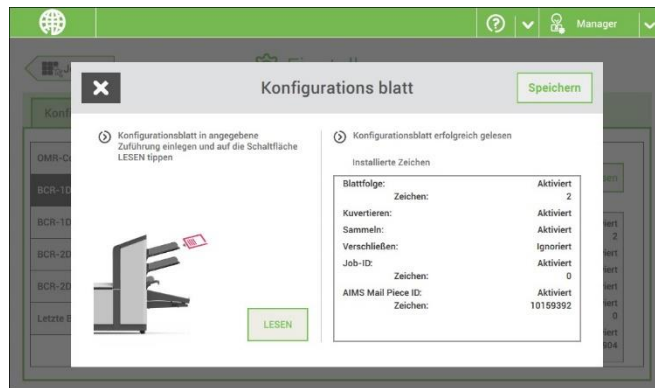 Manager
Konfigurations blatt
Speichern
Konfigurationsblatt in angegebene
Zuführung einlegen und auf die Schaltfläche
LESEN tippen
LESEN
Konfigurationsblatt erfolgreich gelesen
Installierte Zeichen
Blattfolge: Aktiviert
Zeichen: 2
Kuvertieren: Aktiviert
Sammeln: Aktiviert
Verschließen: Ignoriert
Job-ID: Aktiviert
Zeichen: 0
AIMS Mail Piece ID: Aktiviert
Zeichen: 10159392
BCR-1D
BCR-1D
BCR-2D
BCR-2D